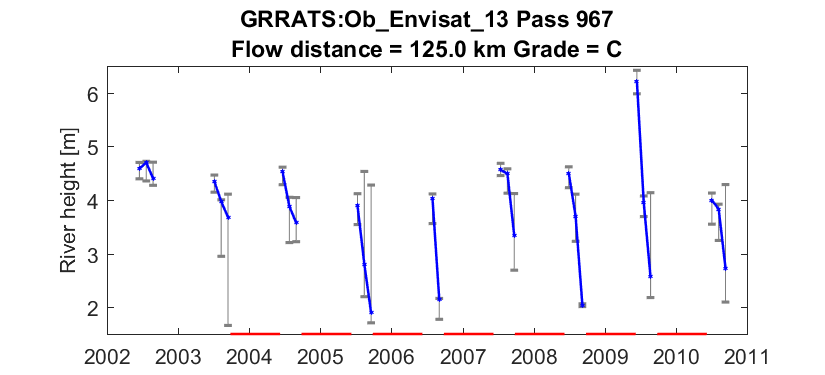 GRRATS:Ob_Envisat_13 Pass 967
Flow distance = 125.0 km Grade = C
River height [m]
6
5
4
3
2
2002 2003 2004 2005 2006 2007 2008 2009 2010 2011